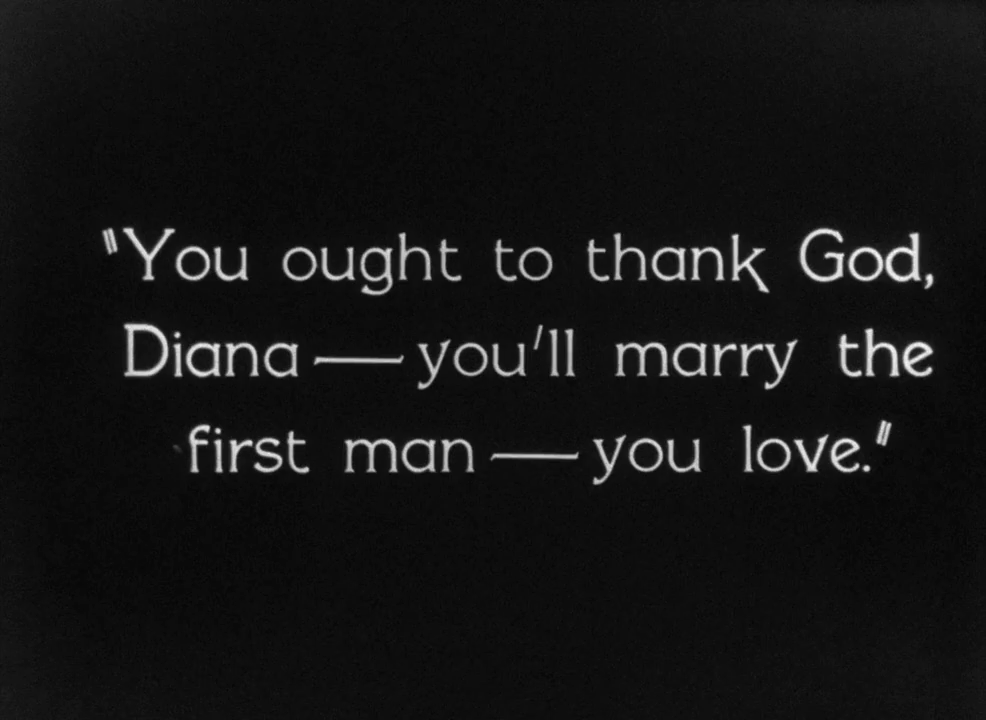 "You ought to thank God,
Diana — you'll marry the
first man — you love."